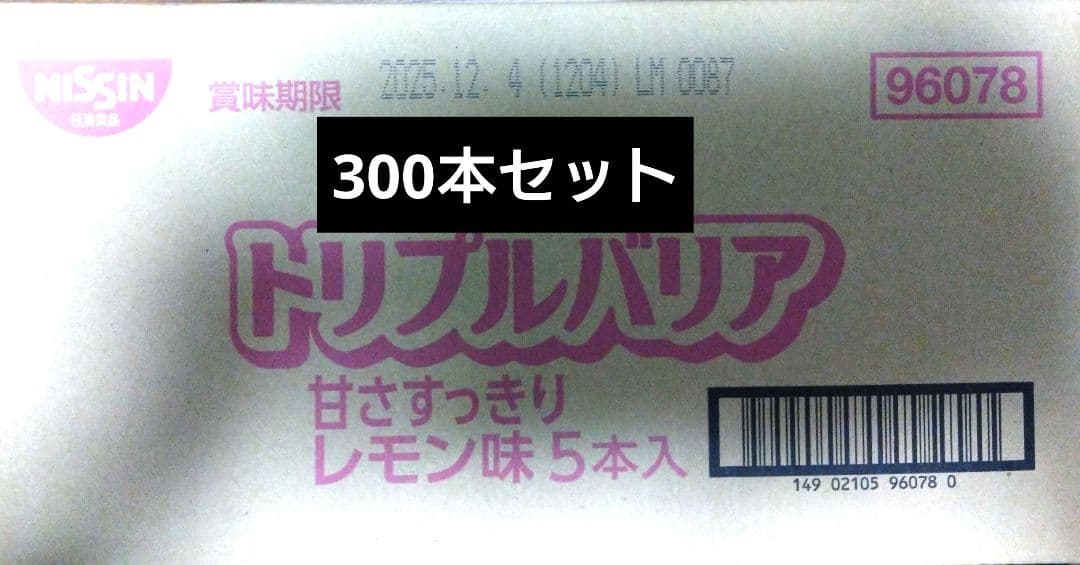 NISSIN
日清食品
賞味期限 2025.12. 4 (1204) LM 0087
96078
300本セット
トリプルバリア
甘さすっきり
レモン味 5本入
149 02105 96078 0